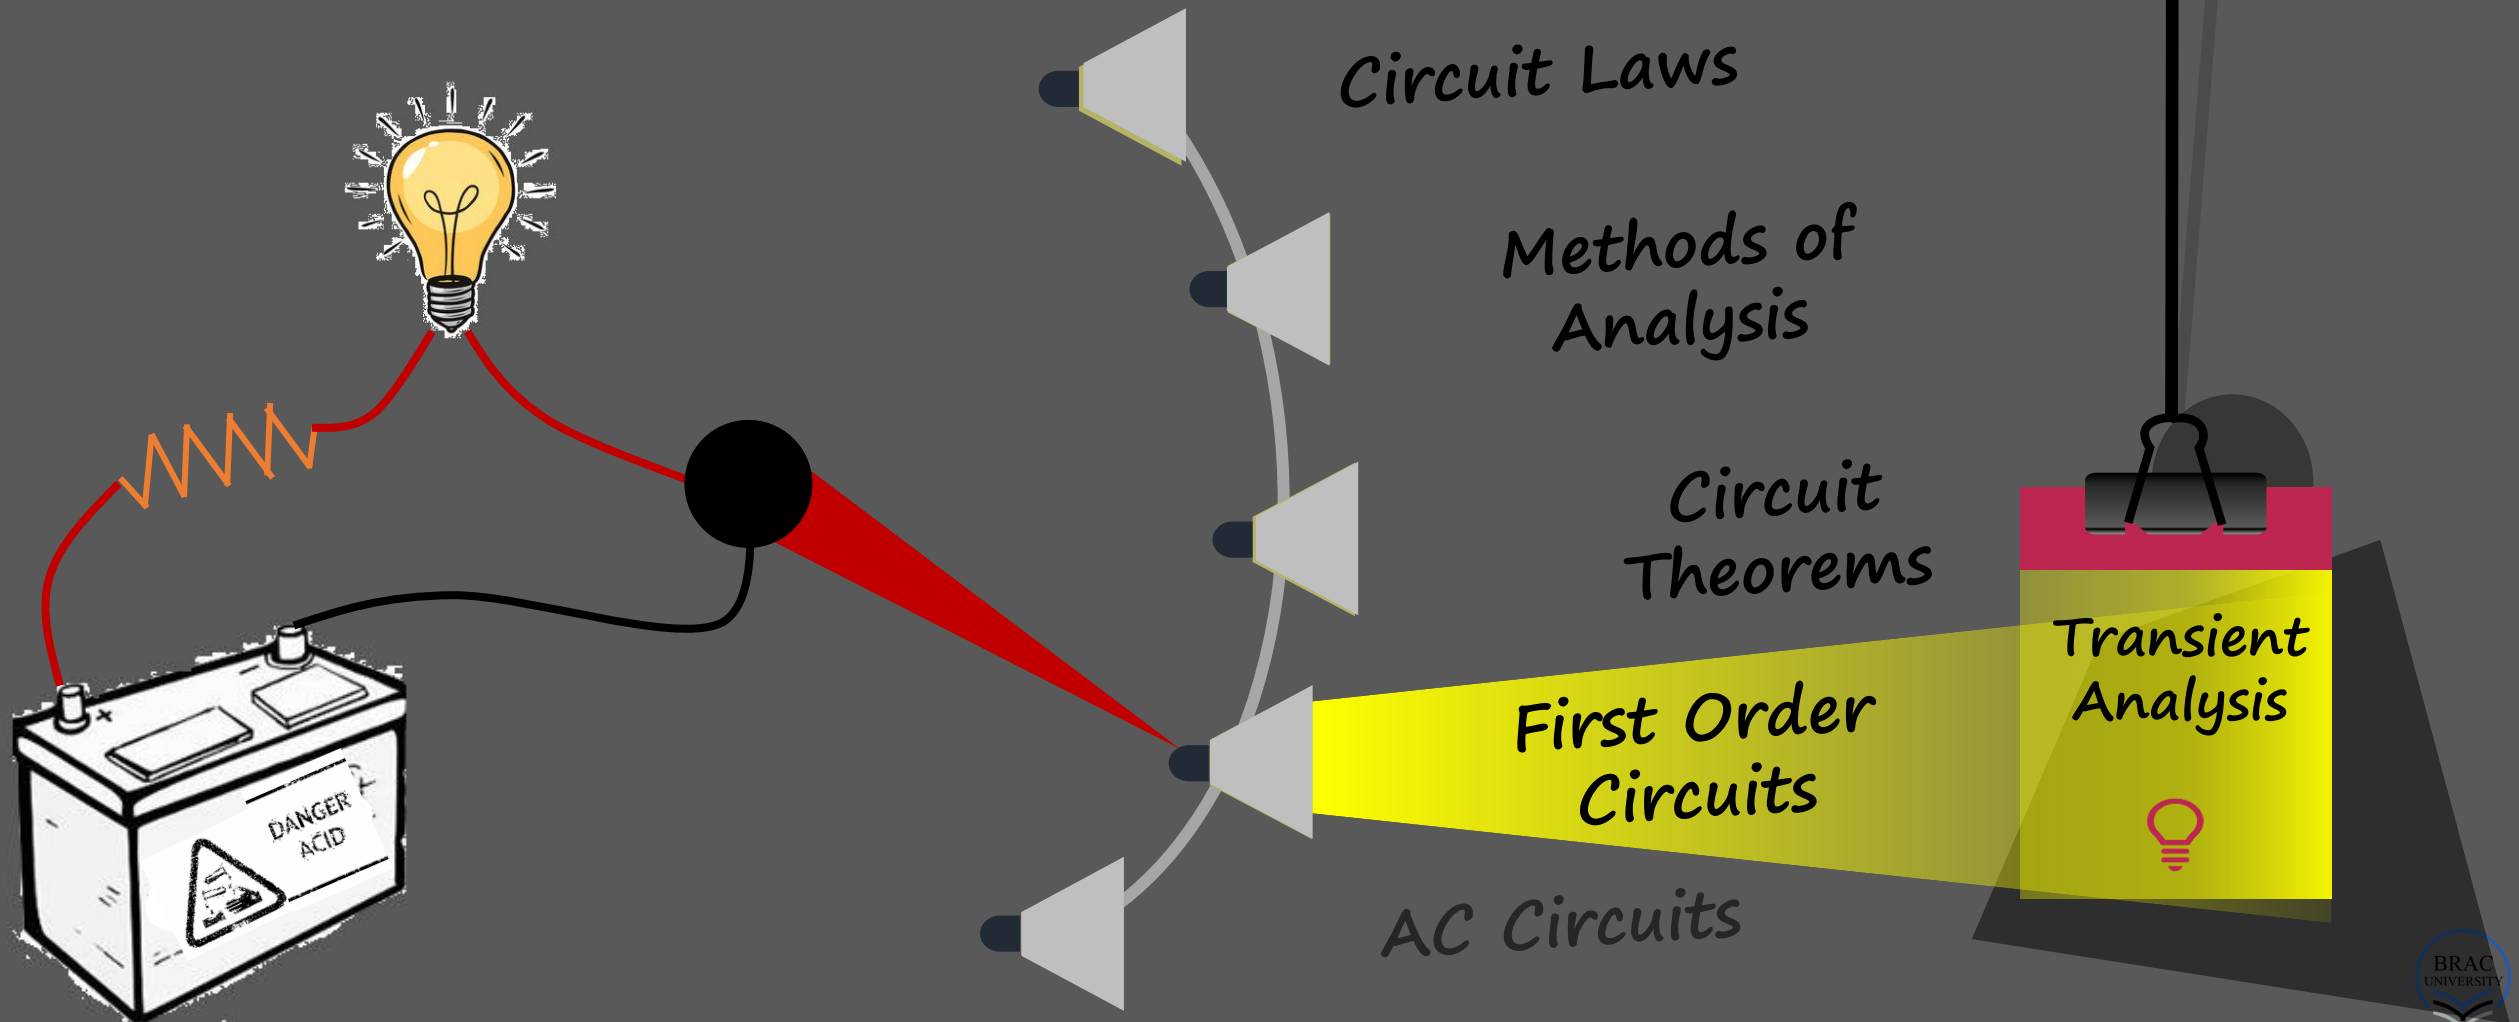 Circuit Laws
Methods of
Analysis
Circuit
Theorems
First Order
Circuits
AC Circuits
Transient
Analysis
+
DANGER
ACID
BRAC
UNIVERSITY